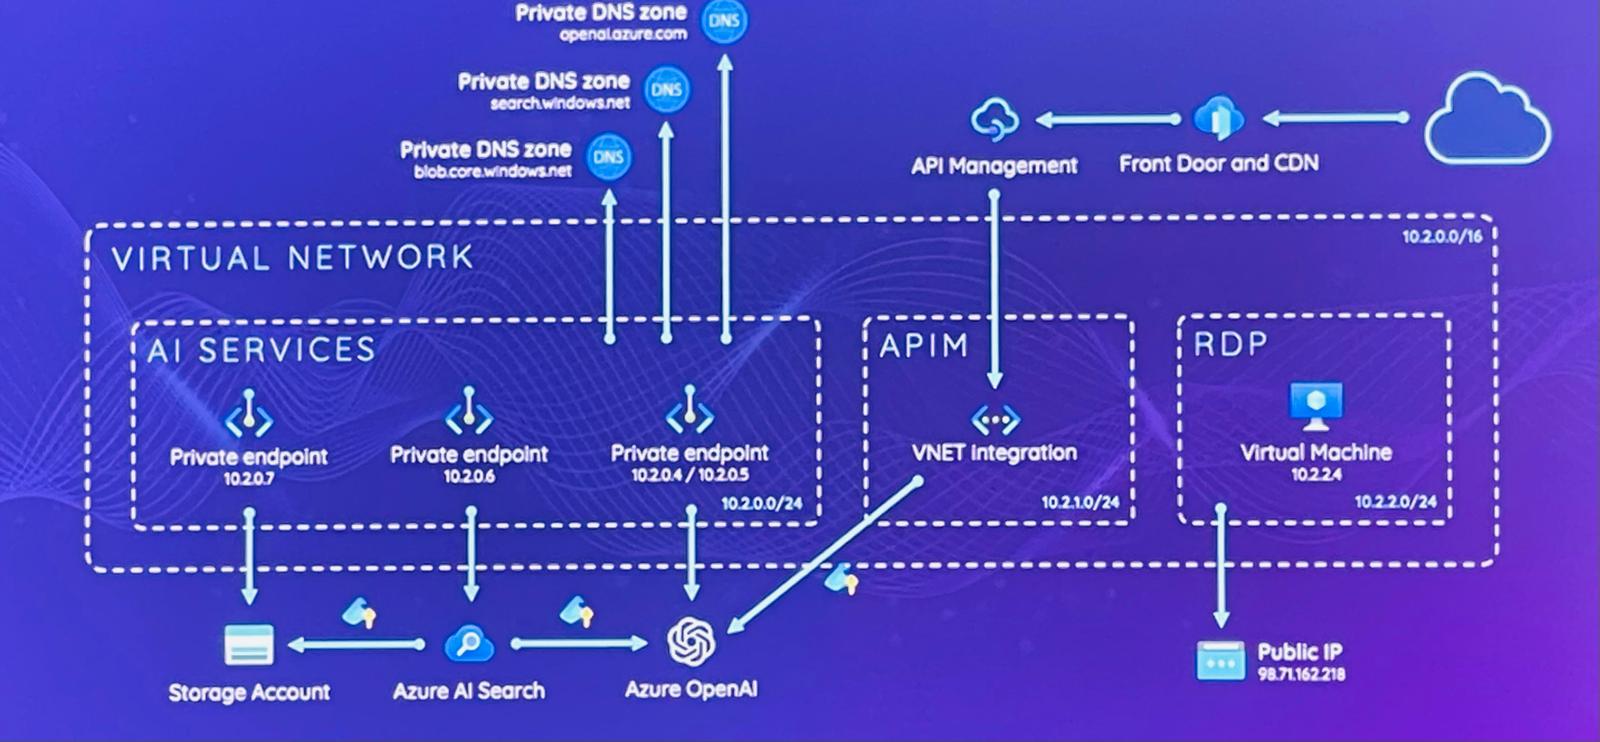 Private DNS zone
openai.azure.com
DNS
Private DNS zone
search.windows.net
DNS
Private DNS zone
blob.core.windows.net
DNS
API Management
Front Door and CDN
VIRTUAL NETWORK
10.2.0.0/16
AI SERVICES
Private endpoint
10.2.0.7
Private endpoint
10.2.0.6
Private endpoint
10.2.0.4 / 10.2.0.5
10.2.0.0/24
APIM
VNET integration
10.2.1.0/24
RDP
Virtual Machine
10.2.2.4
10.2.2.0/24
Storage Account
Azure AI Search
Azure OpenAI
Public IP
98.71.162.218